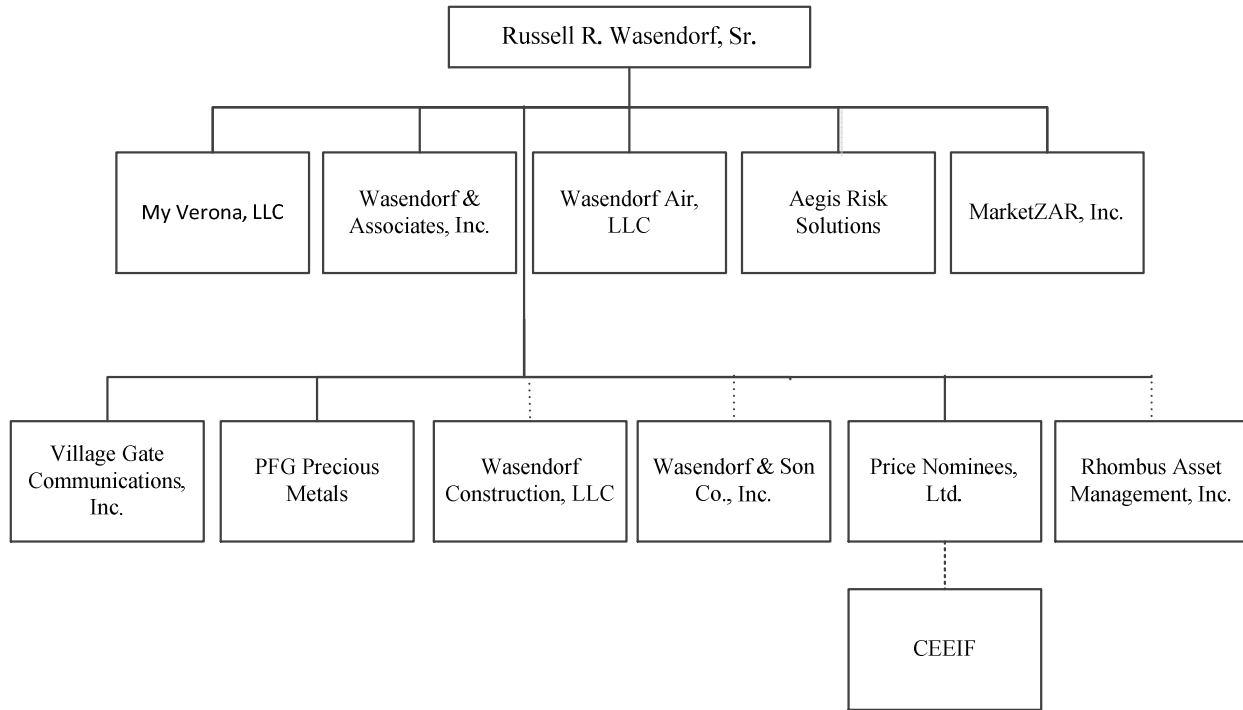 Russell R. Wasendorf, Sr.
My Verona, LLC
Wasendorf &
Associates, Inc.
Wasendorf Air,
LLC
Aegis Risk
Solutions
MarketZAR, Inc.
Village Gate
Communications,
Inc.
PFG Precious
Metals
Wasendorf
Construction, LLC
Wasendorf & Son
Co., Inc.
Price Nominees,
Ltd.
Rhombus Asset
Management, Inc.
CEEIF